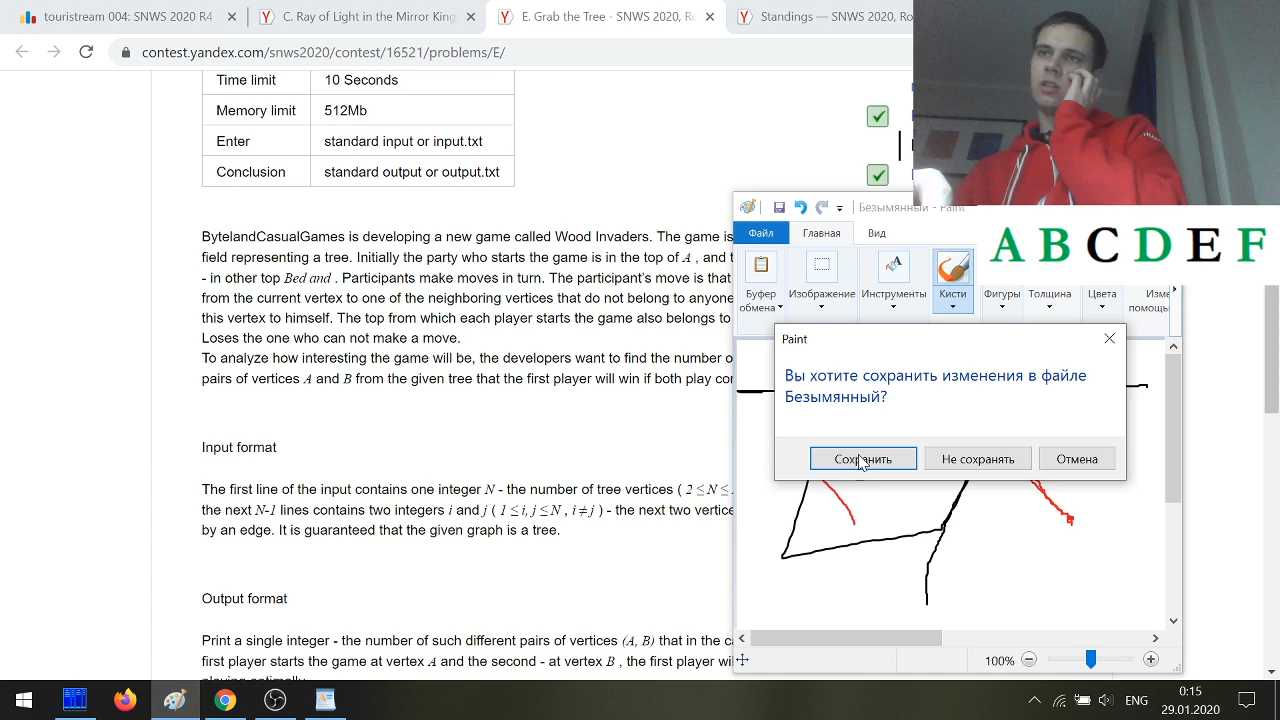 touristream 004: SNWS 2020 R4
C. Ray of Light in the Mirror King
E. Grab the Tree - SNWS 2020, Ro
Standings — SNWS 2020, Ro
contest.yandex.com/snws2020/contest/16521/problems/E/
Time limit 10 Seconds
Memory limit 512Mb
Enter standard input or input.txt
Conclusion standard output or output.txt
BytelandCasualGames is developing a new game called Wood Invaders. The game is
field representing a tree. Initially the party who starts the game is in the top of A , and
- in other top Bed and . Participants make moves in turn. The participant's move is that
from the current vertex to one of the neighboring vertices that do not belong to anyone
this vertex to himself. The top from which each player starts the game also belongs to
Loses the one who can not make a move.
To analyze how interesting the game will be, the developers want to find the number o
pairs of vertices A and B from the given tree that the first player will win if both play
Input format
The first line of the input contains one integer N - the number of tree vertices ( 2 ≤N ≤
the next N-1 lines contains two integers i and j ( 1 ≤i, j ≤N , i ≠ j ) - the next two vertice
by an edge. It is guaranteed that the given graph is a tree.
Output format
Print a single integer - the number of such different pairs of vertices (A, B) that in the ca
first player starts the game at vertex A and the second - at vertex B , the first player wi
playing optimally.
Безымянный - Paint
A B C D E F
Файл Главная Вид
Буфер обмена
Изображение
Инструменты
Кисти
Фигуры
Толщина
Цвета
Изме
помощь
Paint
Вы хотите сохранить изменения в файле
Безымянный?
Сохранить Не сохранять Отмена
100%
ENG
0:15
29.01.2020